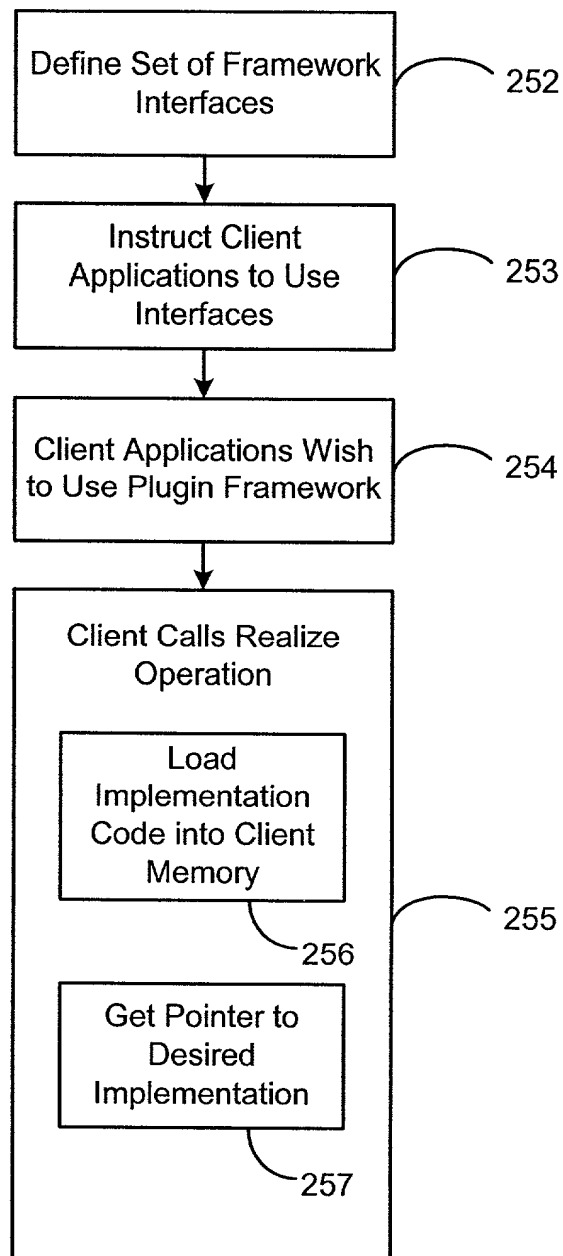 Define Set of Framework
Interfaces
252
Instruct Client
Applications to Use
Interfaces
253
Client Applications Wish
to Use Plugin Framework
254
Client Calls Realize
Operation
Load
Implementation
Code into Client
Memory
256
255
Get Pointer to
Desired
Implementation
257